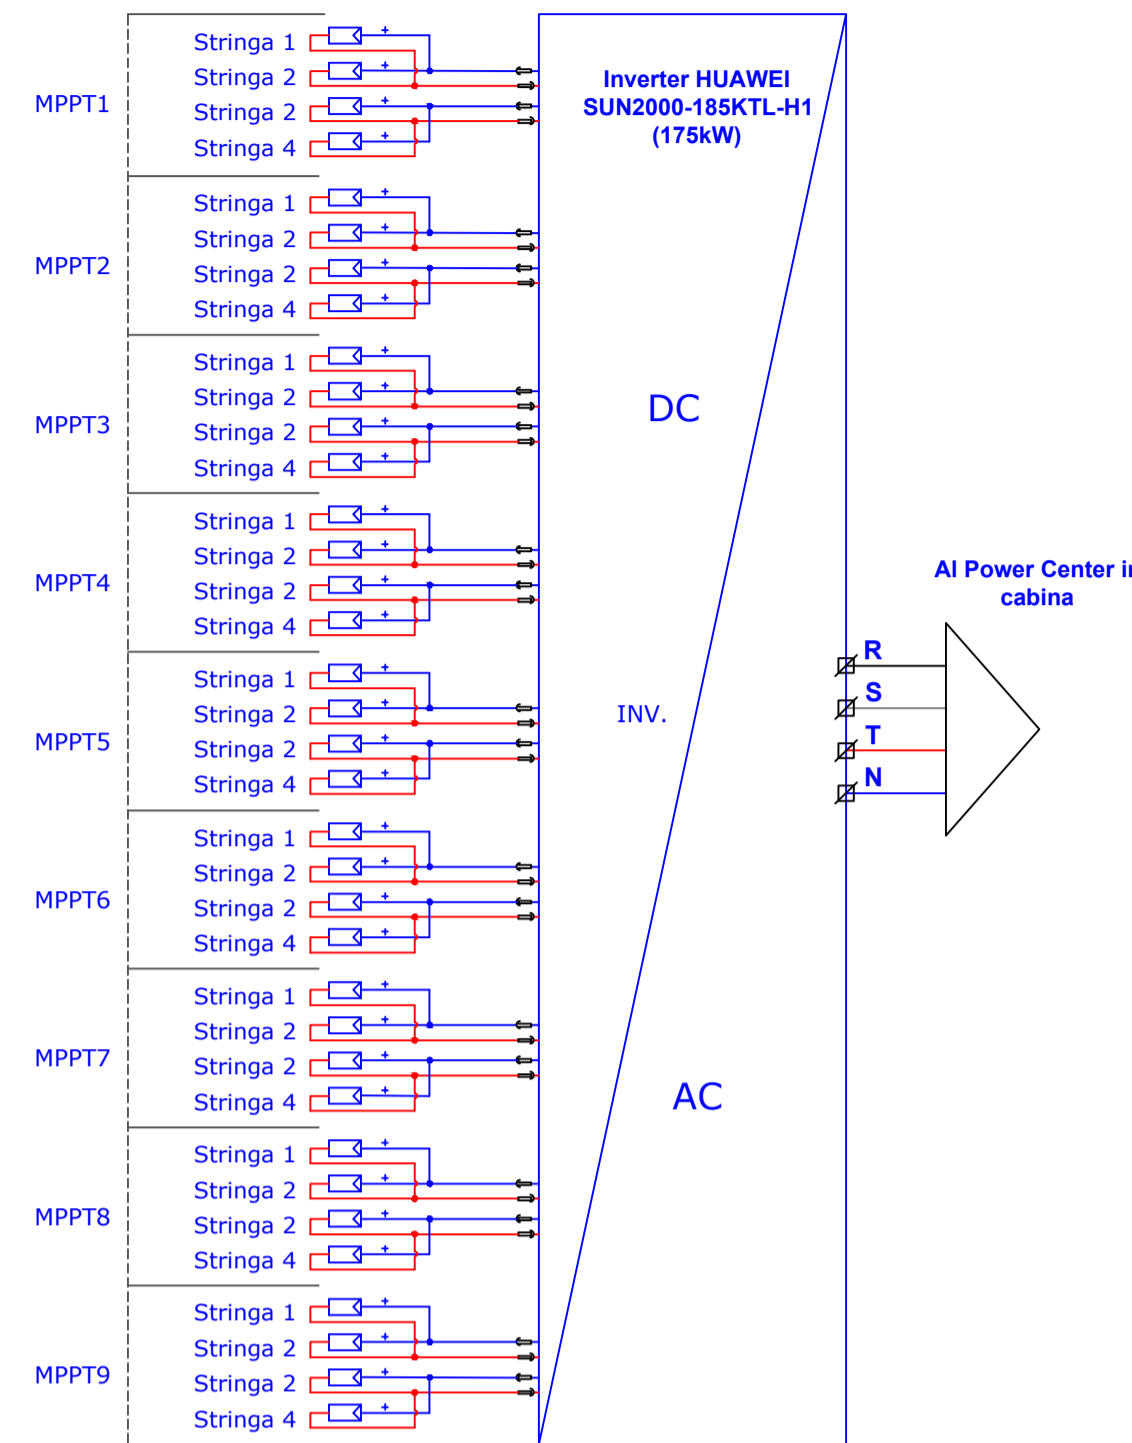 Inverter HUAWEI
SUN2000-185KTL-H1
(175kW)
MPPT1
Stringa 1 +
Stringa 2 +
Stringa 2 +
Stringa 4 +
MPPT2
Stringa 1 +
Stringa 2 +
Stringa 2 +
Stringa 4 +
MPPT3
Stringa 1 +
Stringa 2 +
Stringa 2 +
Stringa 4 +
DC
MPPT4
Stringa 1 +
Stringa 2 +
Stringa 2 +
Stringa 4 +
Al Power Center in
cabina
MPPT5
Stringa 1 +
Stringa 2 +
Stringa 2 +
Stringa 4 +
INV.
R
S
T
N
MPPT6
Stringa 1 +
Stringa 2 +
Stringa 2 +
Stringa 4 +
MPPT7
Stringa 1 +
Stringa 2 +
Stringa 2 +
Stringa 4 +
AC
MPPT8
Stringa 1 +
Stringa 2 +
Stringa 2 +
Stringa 4 +
MPPT9
Stringa 1 +
Stringa 2 +
Stringa 2 +
Stringa 4 +